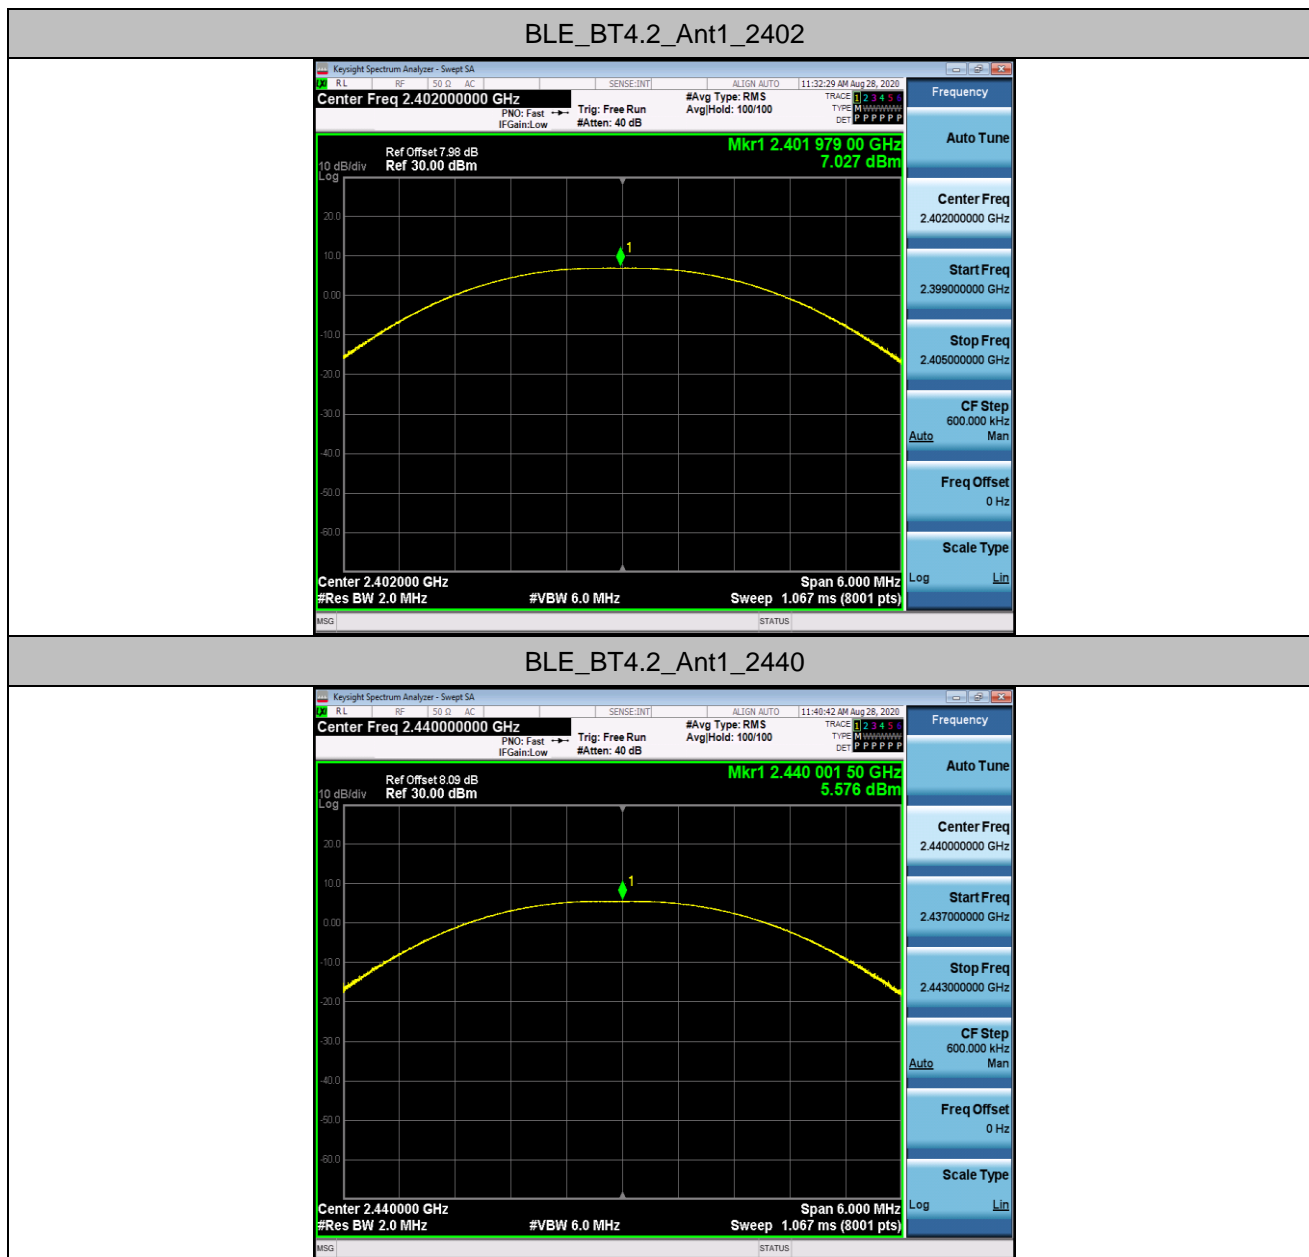 BLE_BT4.2_Ant1_2402
Keysight Spectrum Analyzer - Swept SA
RL RF 50 Ω AC SENSE:INT ALIGN AUTO 11:32:29 AM Aug 28, 2020
Center Freq 2.402000000 GHz
PNO: Fast
IFGain:Low
Trig: Free Run
#Atten: 40 dB
#Avg Type: RMS
Avg|Hold: 100/100
TRACE 1 2 3 4 5 6
TYPE M
DET P P P P P P
Frequency
Mkr1 2.401 979 00 GHz
7.027 dBm
Ref Offset 7.98 dB
10 dB/div Ref 30.00 dBm
Log
20.0
10.0
0.00
-10.0
-20.0
-30.0
-40.0
-50.0
-60.0
1
Center 2.402000 GHz Span 6.000 MHz
#Res BW 2.0 MHz #VBW 6.0 MHz Sweep 1.067 ms (8001 pts)
MSG STATUS
Auto Tune
Center Freq
2.402000000 GHz
Start Freq
2.399000000 GHz
Stop Freq
2.405000000 GHz
CF Step
600.000 kHz
Auto Man
Freq Offset
0 Hz
Scale Type
Log Lin
BLE_BT4.2_Ant1_2440
Keysight Spectrum Analyzer - Swept SA
RL RF 50 Ω AC SENSE:INT ALIGN AUTO 11:40:42 AM Aug 28, 2020
Center Freq 2.440000000 GHz
PNO: Fast
IFGain:Low
Trig: Free Run
#Atten: 40 dB
#Avg Type: RMS
Avg|Hold: 100/100
TRACE 1 2 3 4 5 6
TYPE M
DET P P P P P P
Frequency
Mkr1 2.440 001 50 GHz
5.576 dBm
Ref Offset 8.09 dB
10 dB/div Ref 30.00 dBm
Log
20.0
10.0
0.00
-10.0
-20.0
-30.0
-40.0
-50.0
-60.0
1
Center 2.440000 GHz Span 6.000 MHz
#Res BW 2.0 MHz #VBW 6.0 MHz Sweep 1.067 ms (8001 pts)
MSG STATUS
Auto Tune
Center Freq
2.440000000 GHz
Start Freq
2.437000000 GHz
Stop Freq
2.443000000 GHz
CF Step
600.000 kHz
Auto Man
Freq Offset
0 Hz
Scale Type
Log Lin